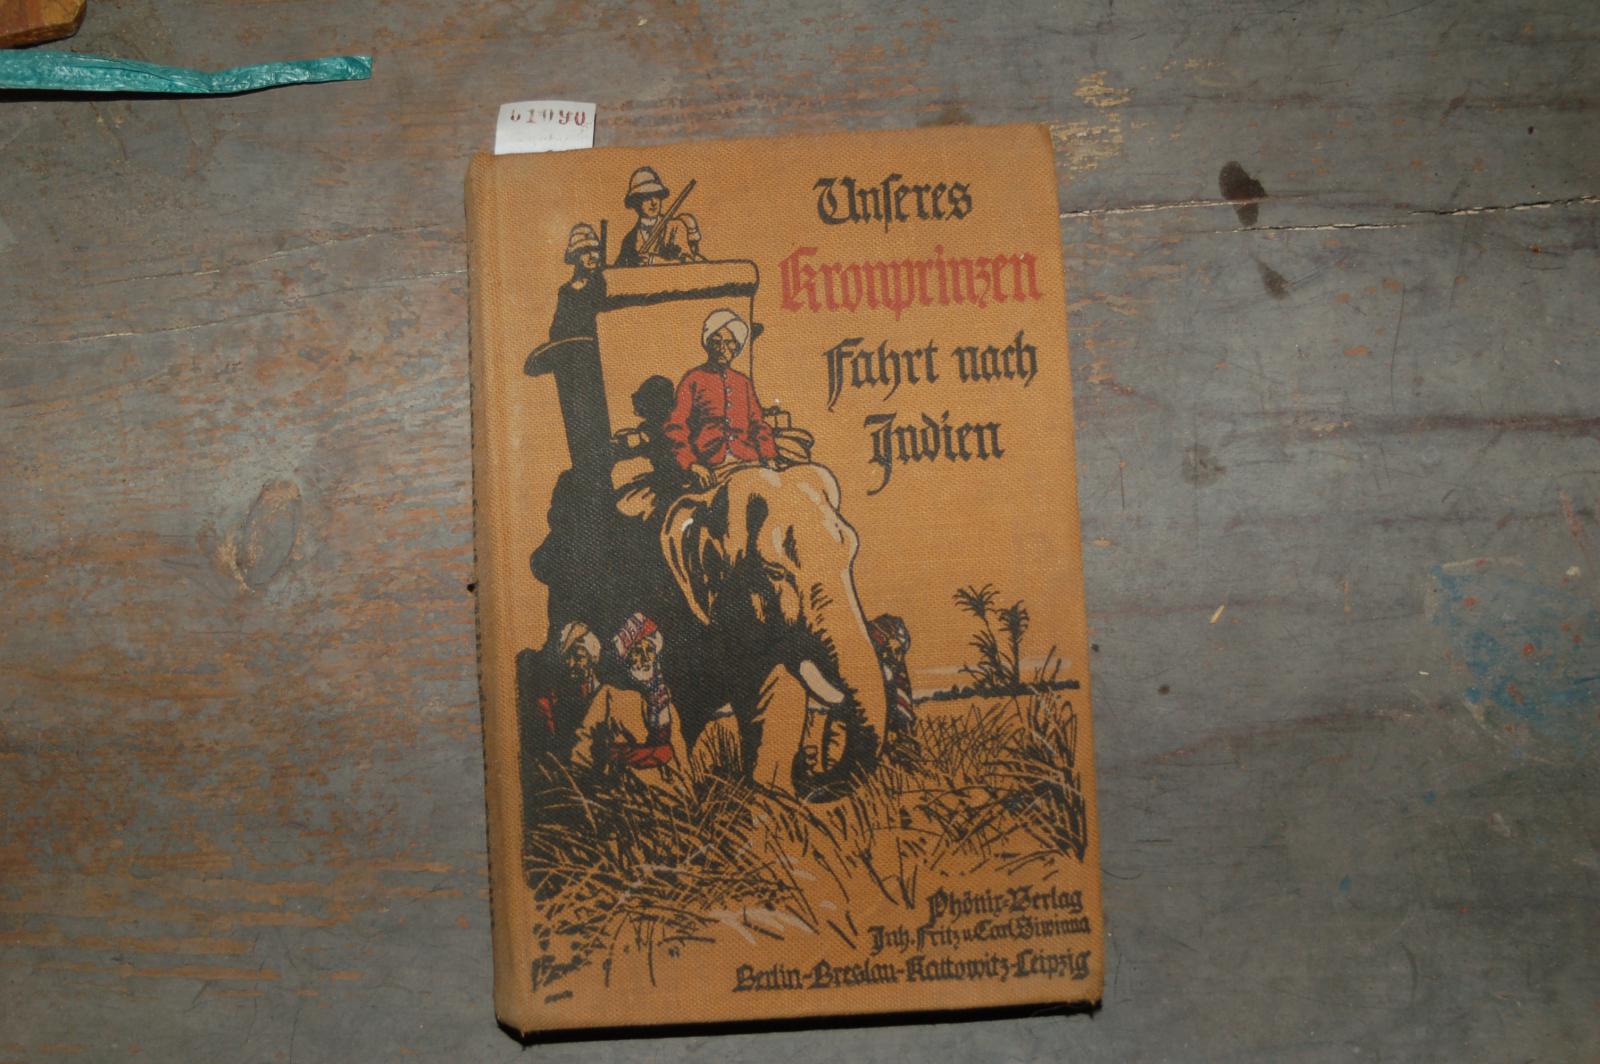 61090
Unseres
Kronprinzen
Fahrt nach
Indien
Phönix-Verlag
Inh. Fritz u. Carl Siwinna
Berlin-Breslau-Kattowitz-Leipzig